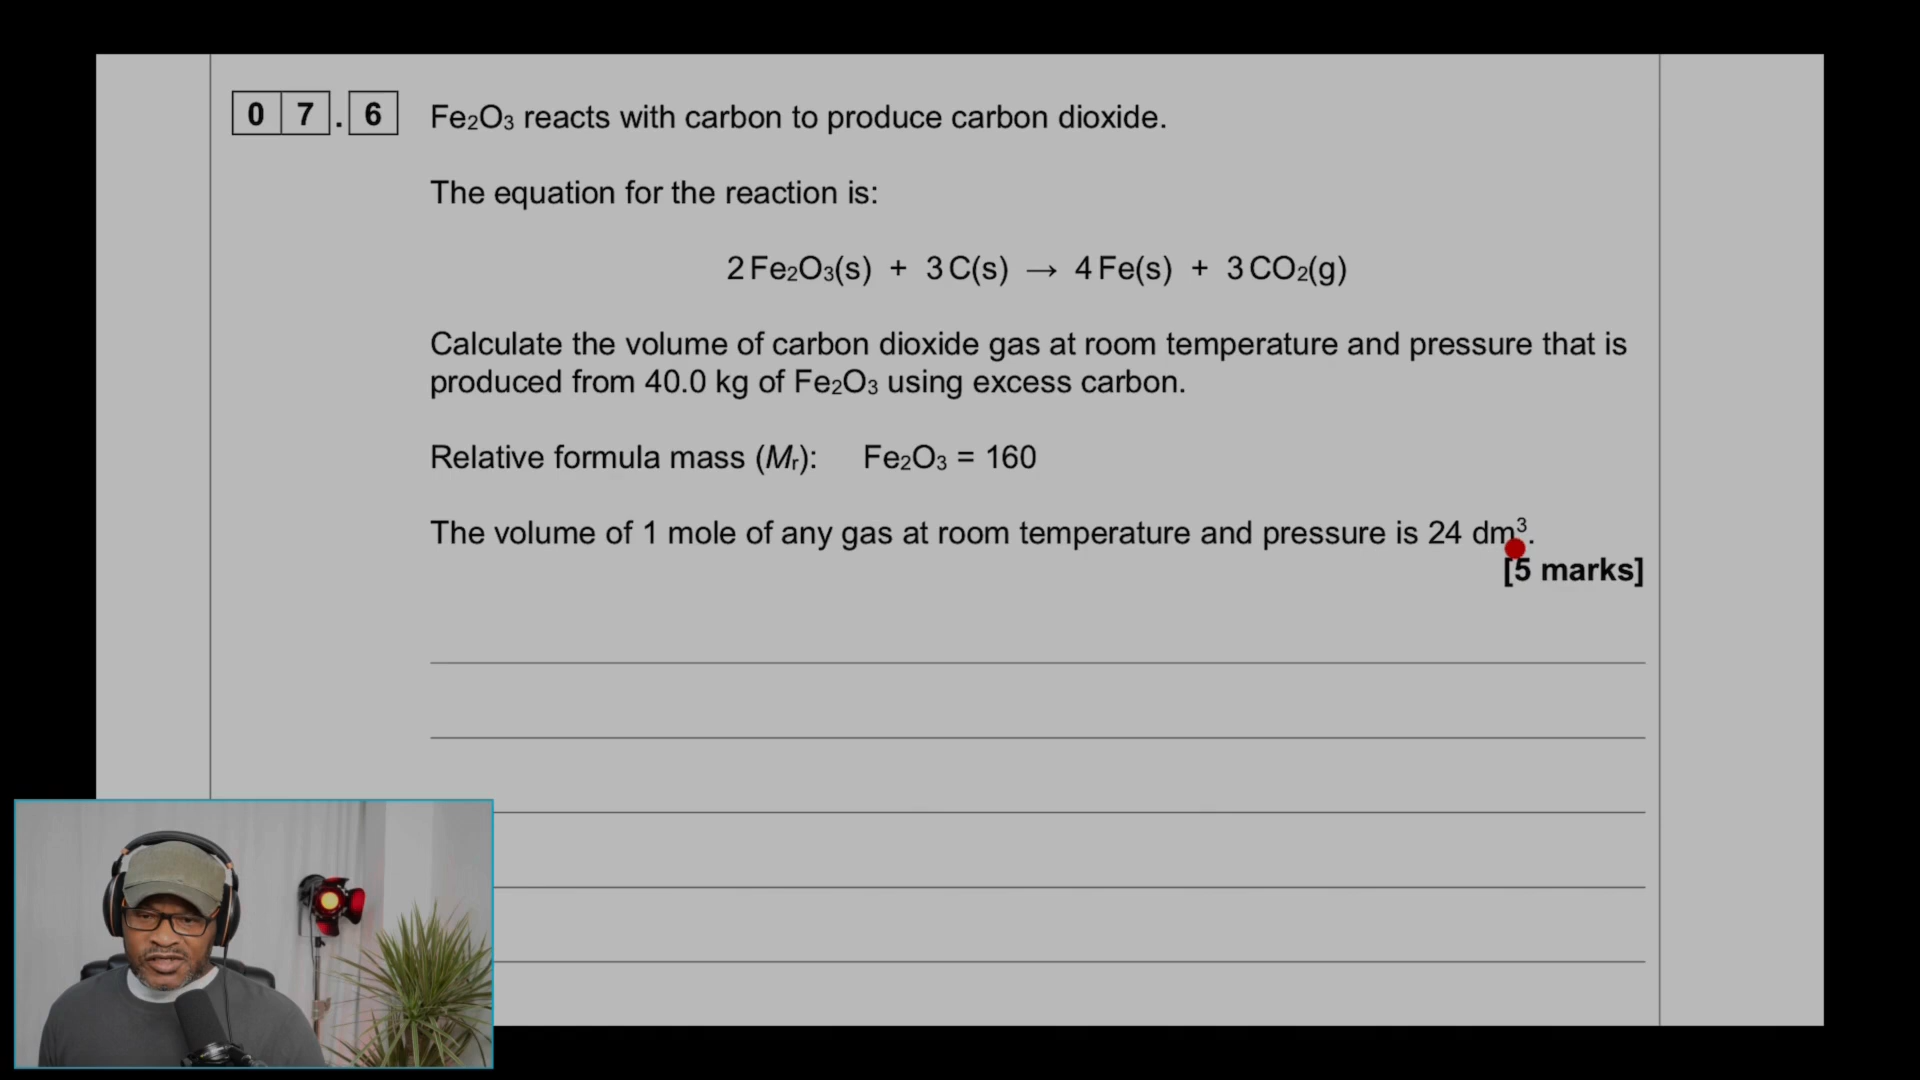 07.6 Fe₂O₃ reacts with carbon to produce carbon dioxide.
The equation for the reaction is:
2Fe₂O₃(s) + 3C(s) → 4Fe(s) + 3CO₂(g)
Calculate the volume of carbon dioxide gas at room temperature and pressure that is
produced from 40.0 kg of Fe₂O₃ using excess carbon.
Relative formula mass (Mᵣ): Fe₂O₃ = 160
The volume of 1 mole of any gas at room temperature and pressure is 24 dm³.
[5 marks]